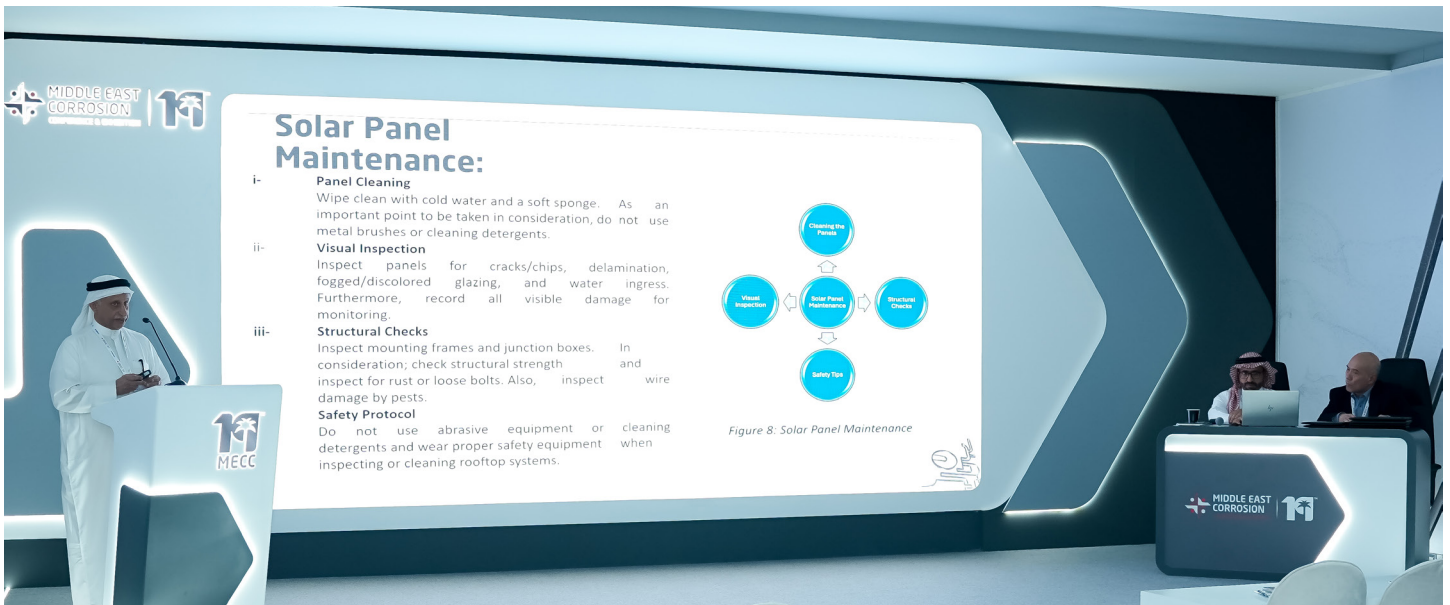 MIDDLE EAST
CORROSION
CONFERENCE & EXHIBITION
19
Solar Panel
Maintenance:
i- Panel Cleaning
Wipe clean with cold water and a soft sponge. As an
important point to be taken in consideration, do not use
metal brushes or cleaning detergents.
ii- Visual Inspection
Inspect panels for cracks/chips, delamination,
fogged/discolored glazing, and water ingress.
Furthermore, record all visible damage for
monitoring.
iii- Structural Checks
Inspect mounting frames and junction boxes. In
consideration; check structural strength and
inspect for rust or loose bolts. Also, inspect wire
damage by pests.
Safety Protocol
Do not use abrasive equipment or cleaning
detergents and wear proper safety equipment when
inspecting or cleaning rooftop systems.
Cleaning the
Panels
Visual
Inspection
Solar Panel
Maintenance
Structural
Checks
Safety Tips
Figure 8: Solar Panel Maintenance
19
MECC
MIDDLE EAST
CORROSION
19